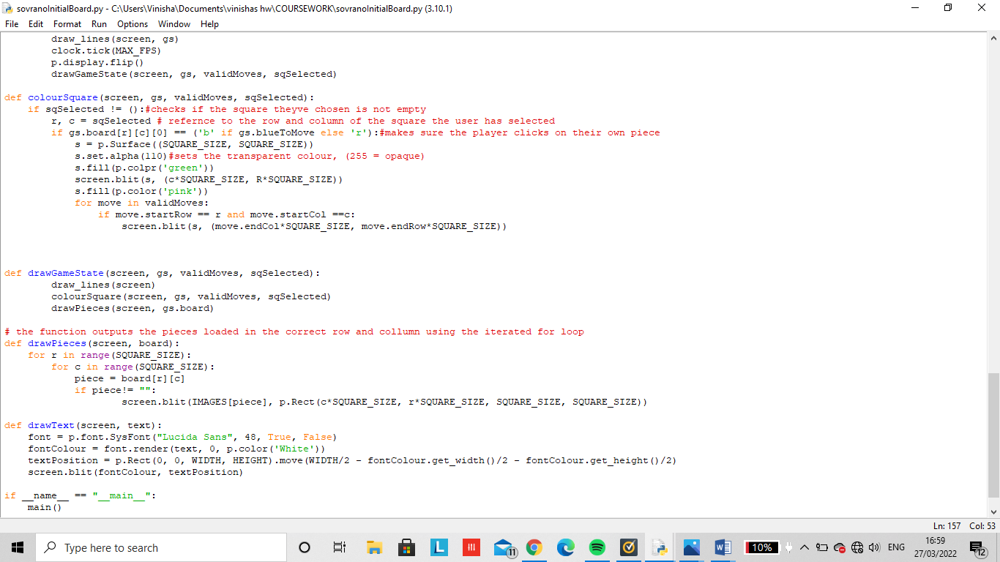 sovranoInitialBoard.py - C:\Users\Vinisha\Documents\vinishas hw\COURSEWORK\sovranoInitialBoard.py (3.10.1)
File Edit Format Run Options Window Help
        draw_lines(screen, gs)
        clock.tick(MAX_FPS)
        p.display.flip()
        drawGameState(screen, gs, validMoves, sqSelected)
def colourSquare(screen, gs, validMoves, sqSelected):
    if sqSelected != ():#checks if the square theyve chosen is not empty
        r, c = sqSelected # refernce to the row and column of the square the user has selected
        if gs.board[r][c][0] == ('b' if gs.blueToMove else 'r'):#makes sure the player clicks on their own piece
            s = p.Surface((SQUARE_SIZE, SQUARE_SIZE))
            s.set.alpha(110)#sets the transparent colour, (255 = opaque)
            s.fill(p.colpr('green'))
            screen.blit(s, (c*SQUARE_SIZE, R*SQUARE_SIZE))
            s.fill(p.color('pink'))
            for move in validMoves:
                if move.startRow == r and move.startCol ==c:
                    screen.blit(s, (move.endCol*SQUARE_SIZE, move.endRow*SQUARE_SIZE))
def drawGameState(screen, gs, validMoves, sqSelected):
        draw_lines(screen)
        colourSquare(screen, gs, validMoves, sqSelected)
        drawPieces(screen, gs.board)
# the function outputs the pieces loaded in the correct row and collumn using the iterated for loop
def drawPieces(screen, board):
    for r in range(SQUARE_SIZE):
        for c in range(SQUARE_SIZE):
            piece = board[r][c]
            if piece!= "":
                    screen.blit(IMAGES[piece], p.Rect(c*SQUARE_SIZE, r*SQUARE_SIZE, SQUARE_SIZE, SQUARE_SIZE))
def drawText(screen, text):
    font = p.font.SysFont("Lucida Sans", 48, True, False)
    fontColour = font.render(text, 0, p.color('White'))
    textPosition = p.Rect(0, 0, WIDTH, HEIGHT).move(WIDTH/2 - fontColour.get_width()/2 - fontColour.get_height()/2)
    screen.blit(fontColour, textPosition)
if __name__ == "__main__":
    main()
Ln: 157 Col: 53
Type here to search
L
11
W
10%
ENG
16:59
27/03/2022
12